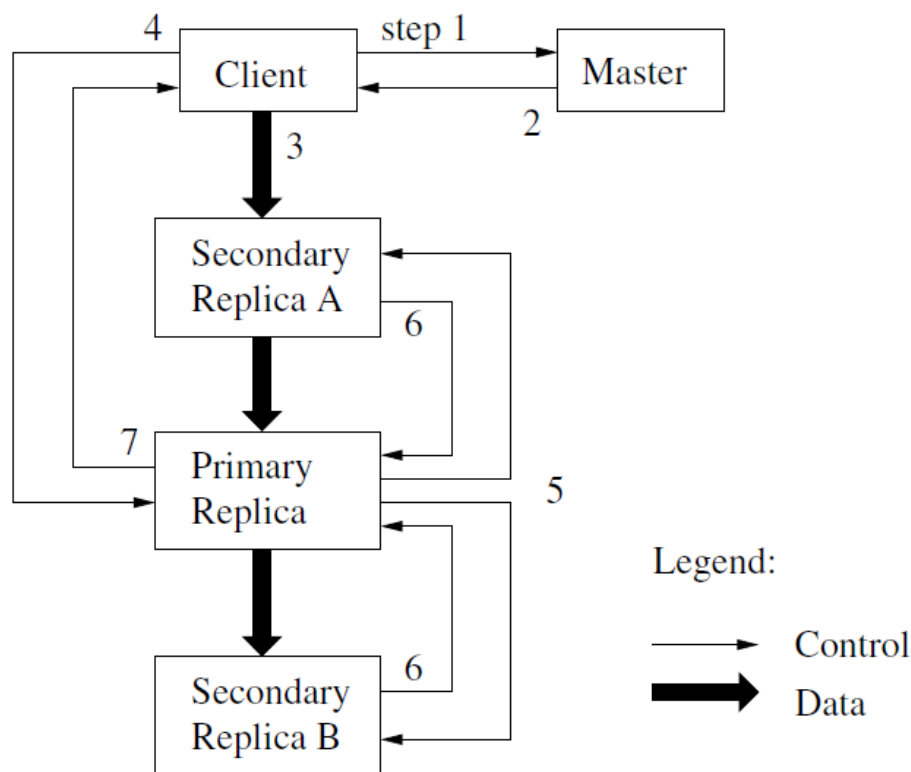 4
step 1
Client
Master
2
3
Secondary
Replica A
6
7
Primary
Replica
5
Legend:
Control
6
Secondary
Replica B
Data